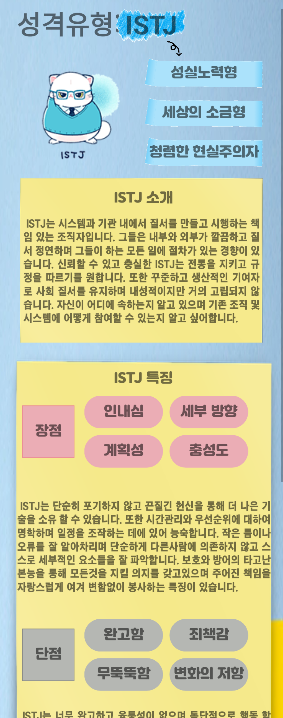 성격유형: ISTJ
성실노력형
세상의 소금형
청렴한 현실주의자
ISTJ
ISTJ 소개
ISTJ는 시스템과 기관 내에서 질서를 만들고 시행하는 책
임 있는 조직자입니다. 그들은 내부와 외부가 깔끔하고 질
서 정연하며 그들이 하는 모든 일에 절차가 있는 경향이 있
습니다. 신뢰할 수 있고 충실한 ISTJ는 전통을 지키고 규
정을 따르기를 원합니다. 또한 꾸준하고 생산적인 기여자
로 사회 질서를 유지하며 내성적이지만 거의 고립되지 않
습니다. 자신이 어디에 속하는지 알고 있으며 기존 조직 및
시스템에 어떻게 참여할 수 있는지 알고 싶어합니다.
ISTJ 특징
장점
인내심
세부 방향
계획성
충성도
ISTJ는 단순히 포기하지 않고 끈질긴 헌신을 통해 더 나은 기
술을 소유 할 수 있습니다. 또한 시간관리와 우선순위에 대하여
명학하며 일정을 조작하는 데에 있어 능숙합니다. 작은 틈이나
오류를 잘 알아차리며 단순하게 다른사람에 의존하지 않고 스
스로 세부적인 요소들을 잘 파악합니다. 보호와 방어의 타고난
본능을 통해 모든것을 지킬 의지를 갖고있으며 주어진 책임을
자랑스럽게 여겨 변함없이 봉사하는 특징이 있습니다.
단점
완고함
죄책감
무뚝뚝함
변화의 저항
ISTJ는 너무 완고하고 융통성이 없으며 독단적으로 행동 할